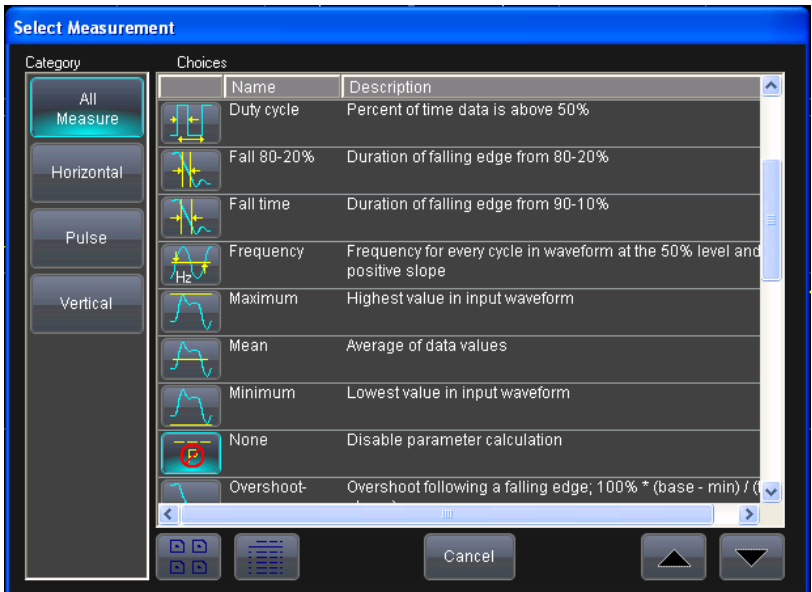 Select Measurement
Category
Choices
All
Measure
Horizontal
Pulse
Vertical
Name Description
Duty cycle Percent of time data is above 50%
Fall 80-20% Duration of falling edge from 80-20%
Fall time Duration of falling edge from 90-10%
Hz
Frequency Frequency for every cycle in waveform at the 50% level and
positive slope
Maximum Highest value in input waveform
Mean Average of data values
Minimum Lowest value in input waveform
P
None Disable parameter calculation
Overshoot- Overshoot following a falling edge; 100% * (base - min) / (
Cancel